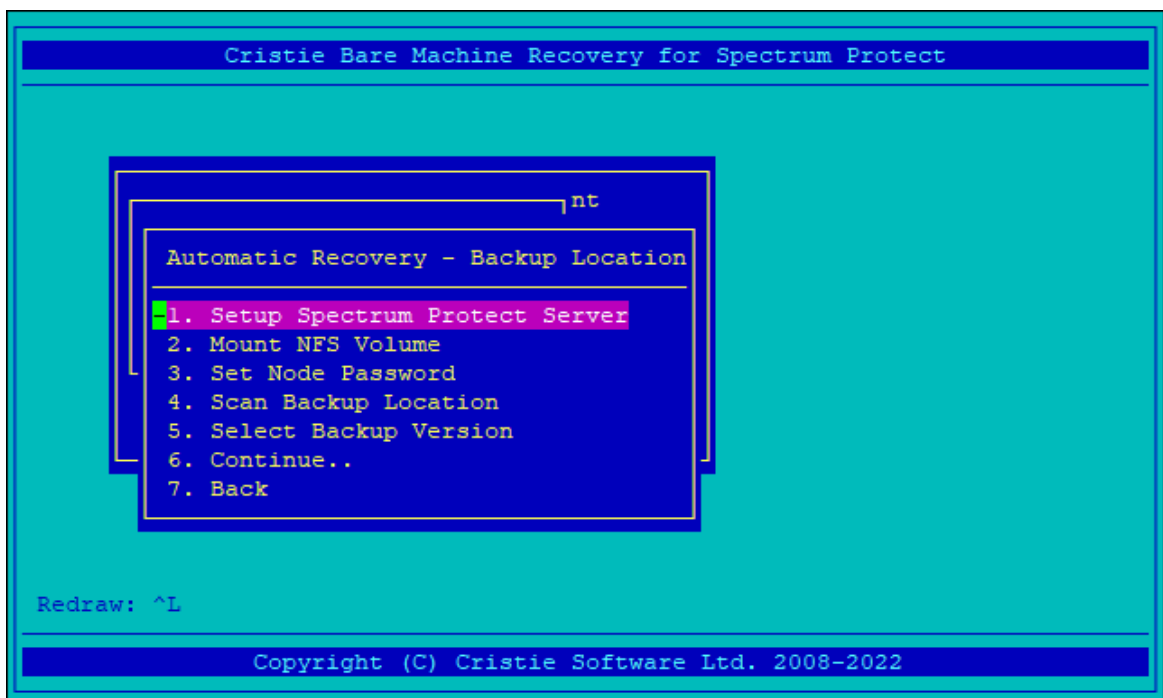 Cristie Bare Machine Recovery for Spectrum Protect
nt
Automatic Recovery - Backup Location
1. Setup Spectrum Protect Server
2. Mount NFS Volume
3. Set Node Password
4. Scan Backup Location
5. Select Backup Version
6. Continue..
7. Back
Redraw: ^L
Copyright (C) Cristie Software Ltd. 2008-2022